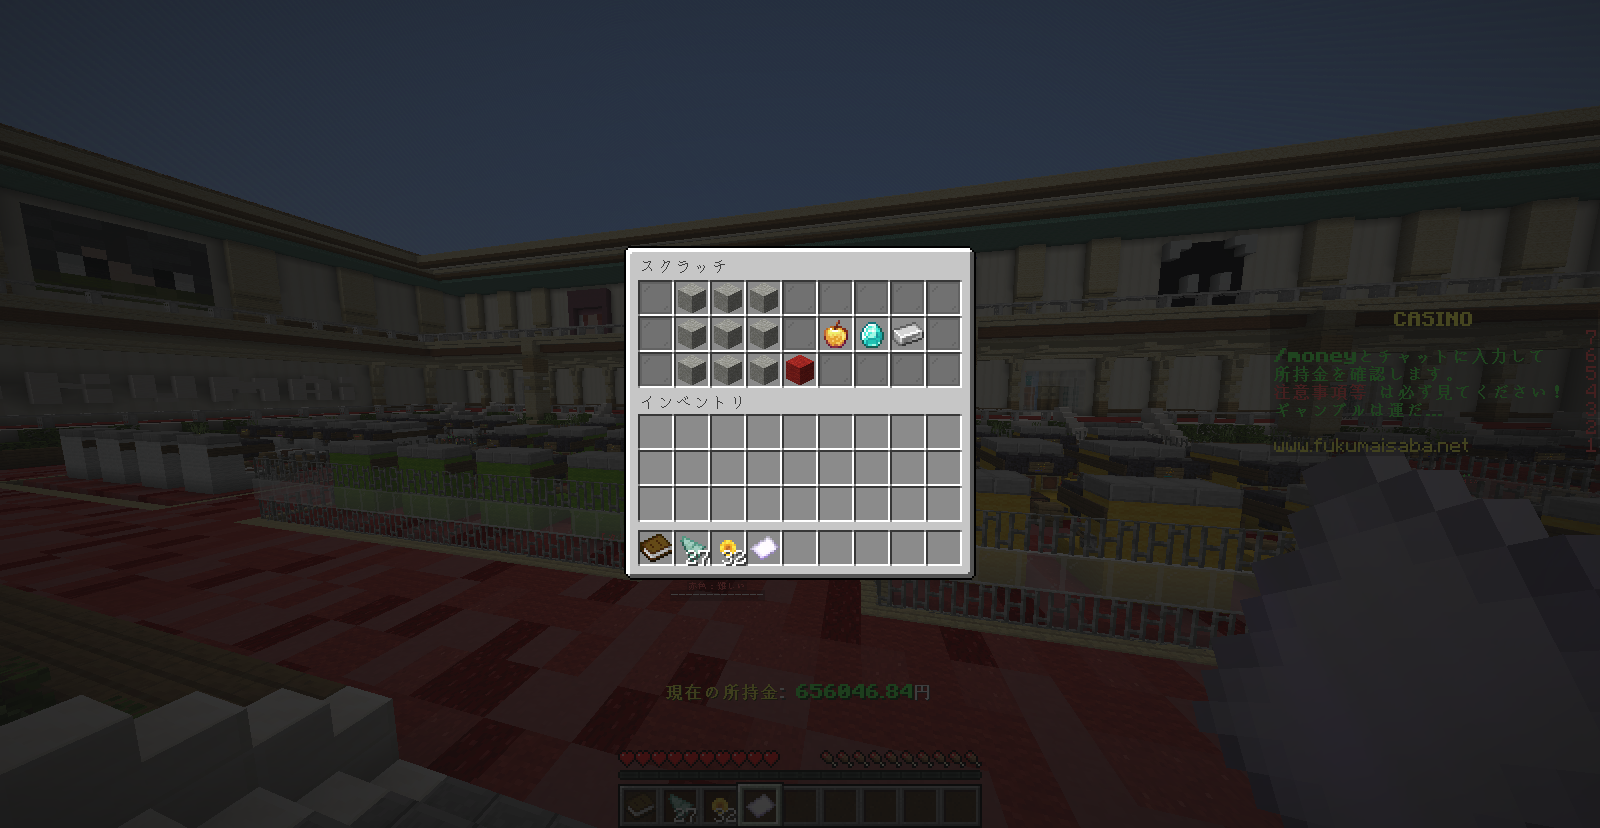 スクラッチ
インベントリ
27
32
CASINO
/moneyとチャットに入力して
所持金を確認します。
注意事項等 は必ず見てください！
ギャンブルは運だ...
www.fukumaisaba.net
7
6
5
4
3
2
1
現在の所持金: 656046.84円
27
32